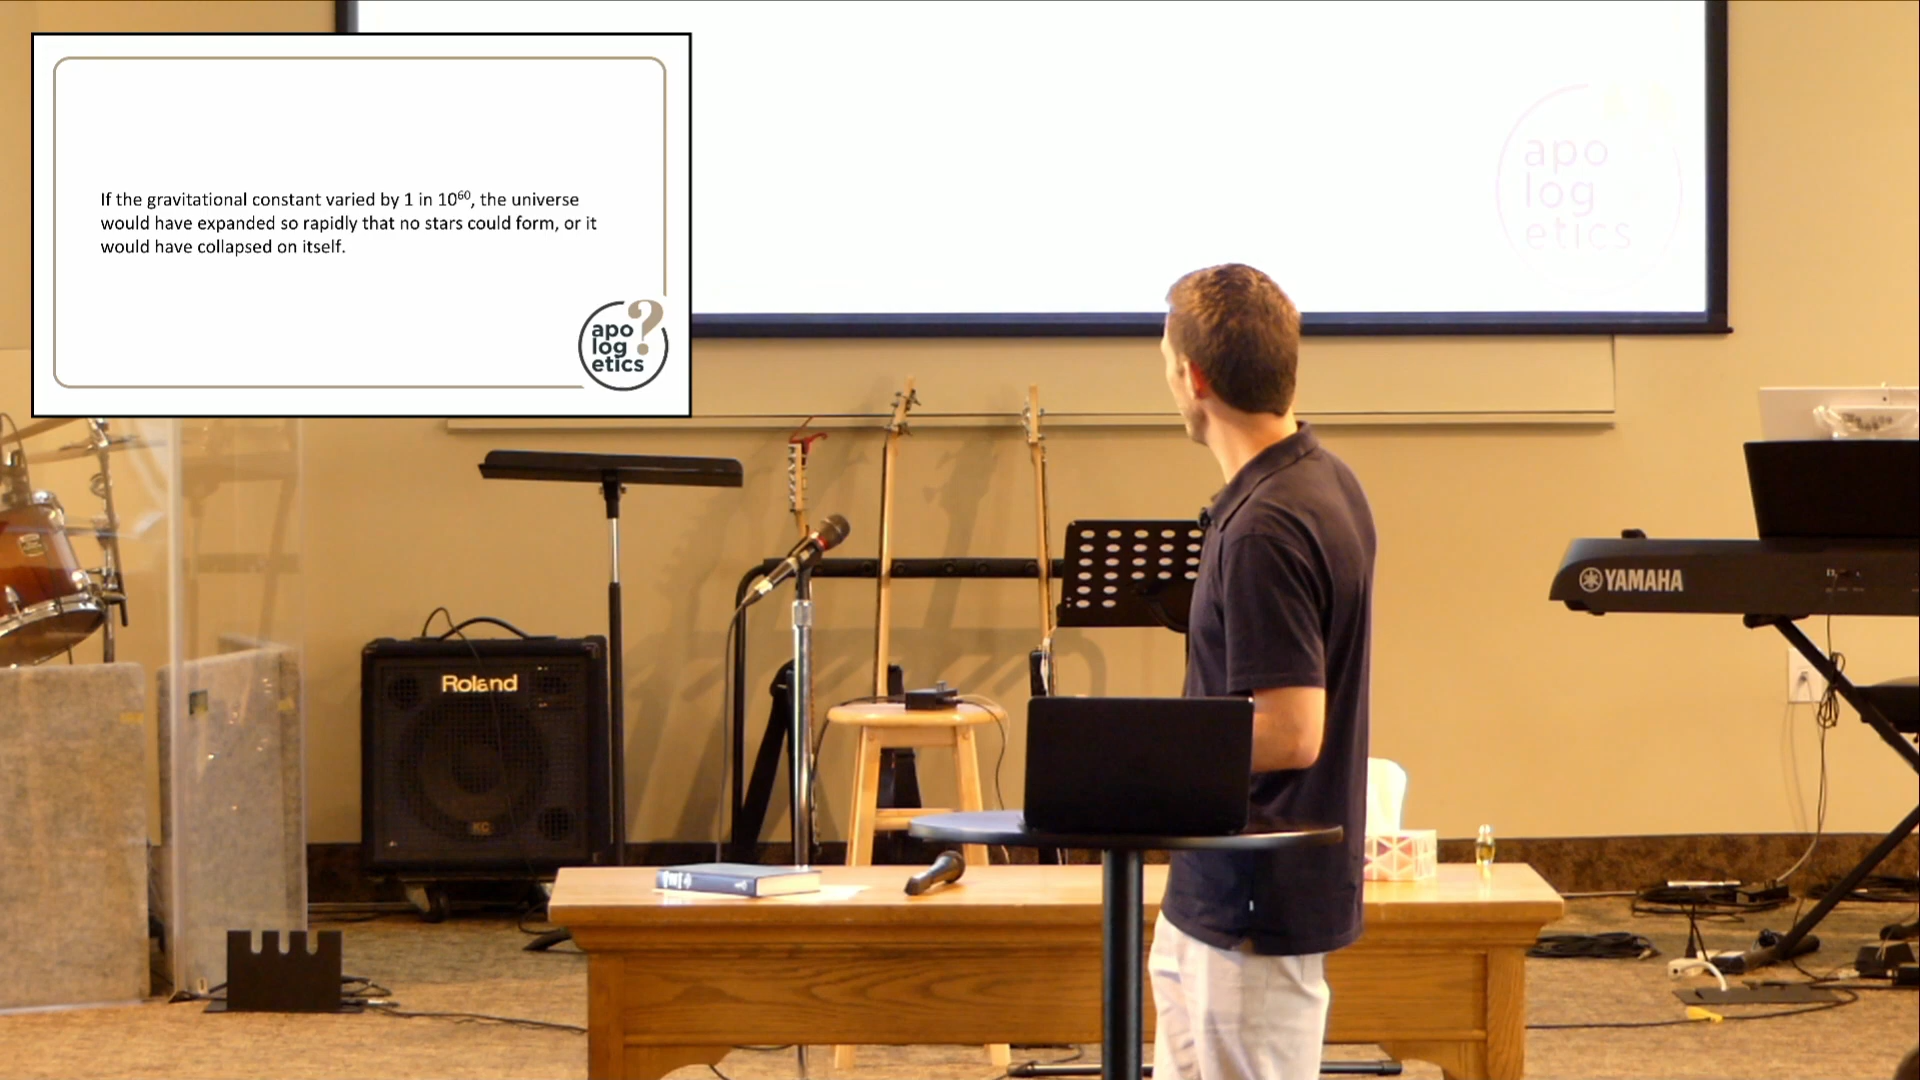 If the gravitational constant varied by 1 in 10⁶⁰, the universe
would have expanded so rapidly that no stars could form, or it
would have collapsed on itself.
apo
log
etics
?
apo
log
etics
Roland
KC
YAMAHA